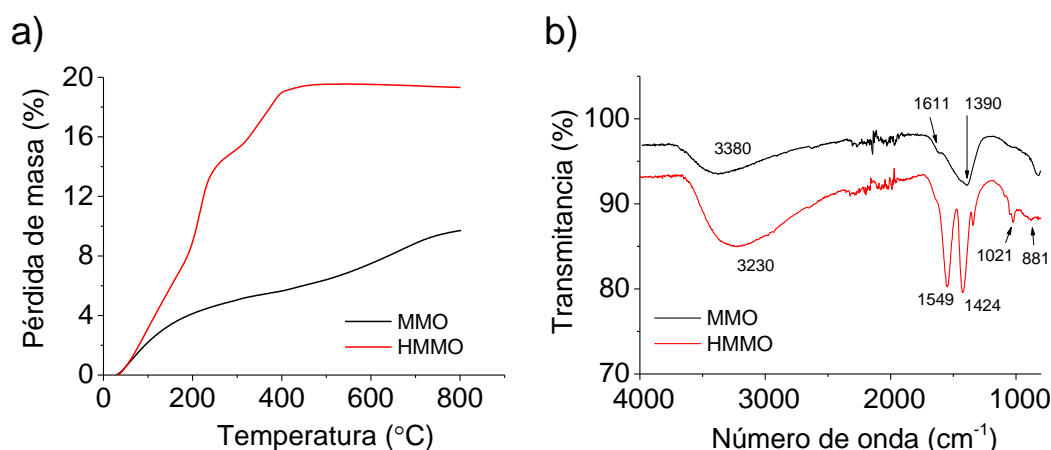 a)
Pérdida de masa (%)
20
16
12
8
4
0
0 200 400 600 800
Temperatura (°C)
MMO
HMMO
b)
Transmitancia (%)
100
90
80
70
4000 3000 2000 1000
Número de onda (cm⁻¹)
1611 1390
3380
3230
1021 881
1549 1424
MMO
HMMO